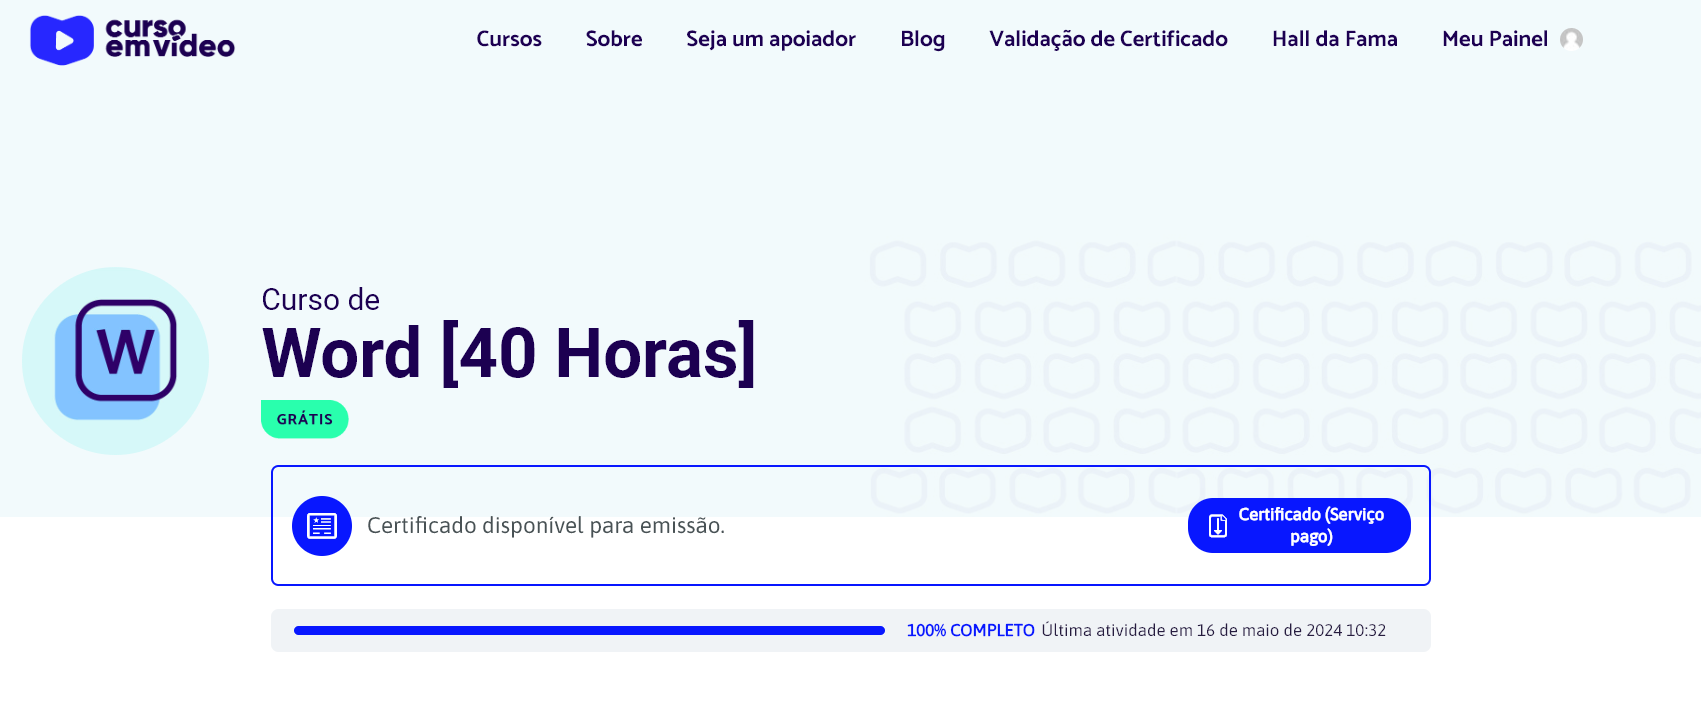 curso
emvídeo
Cursos
Sobre
Seja um apoiador
Blog
Validação de Certificado
Hall da Fama
Meu Painel
W
Curso de
Word [40 Horas]
GRÁTIS
Certificado disponível para emissão.
Certificado (Serviço
pago)
100% COMPLETO Última atividade em 16 de maio de 2024 10:32